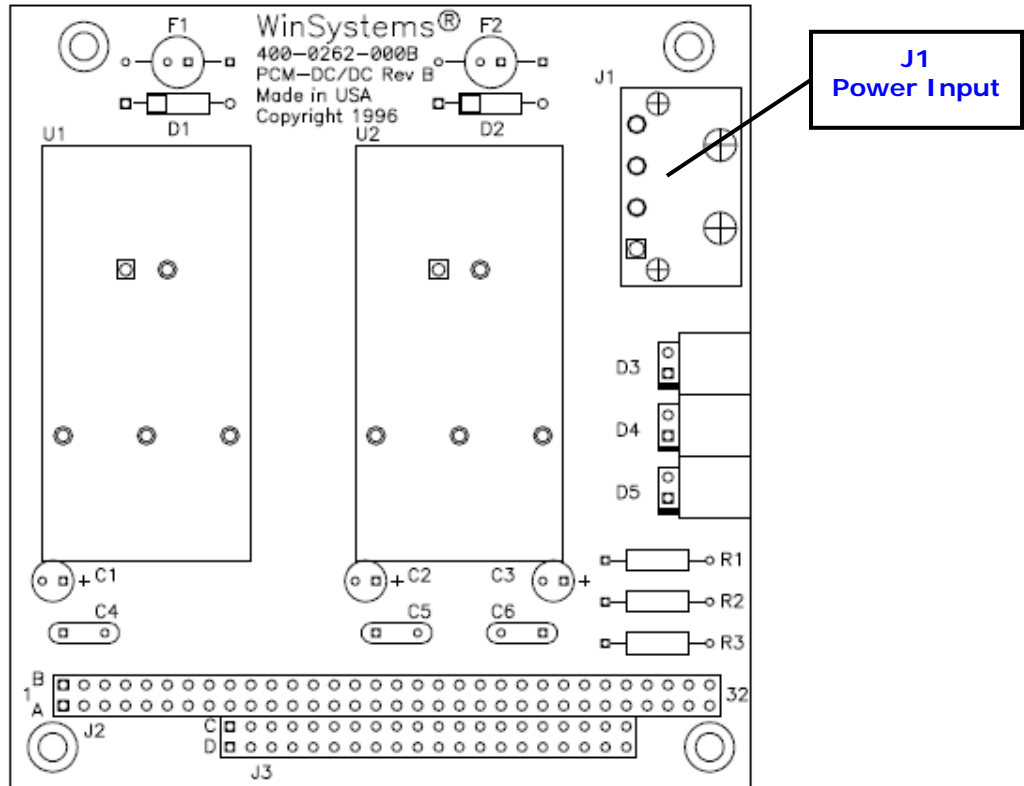 F1
WinSystems®
F2
400-0262-000B
PCM-DC/DC Rev B
Made in USA
Copyright 1996
D1
D2
J1
J1
Power Input
U1
U2
D3
D4
D5
+ C1
+ C2
C3 +
C4
C5
C6
R1
R2
R3
B
1
A
32
J2
C
D
J3